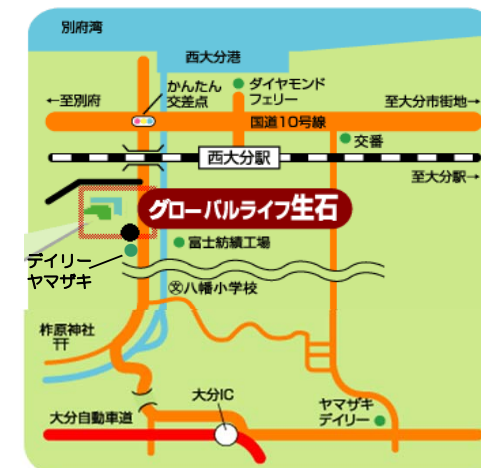 別府湾
西大分港
かんたん
交差点
ダイヤモンド
フェリー
←至別府
至大分市街地→
国道10号線
交番
西大分駅
至大分駅→
グローバルライフ生石
富士紡績工場
デイリー
ヤマザキ
文八幡小学校
柞原神社
大分IC
大分自動車道
ヤマザキ
デイリー